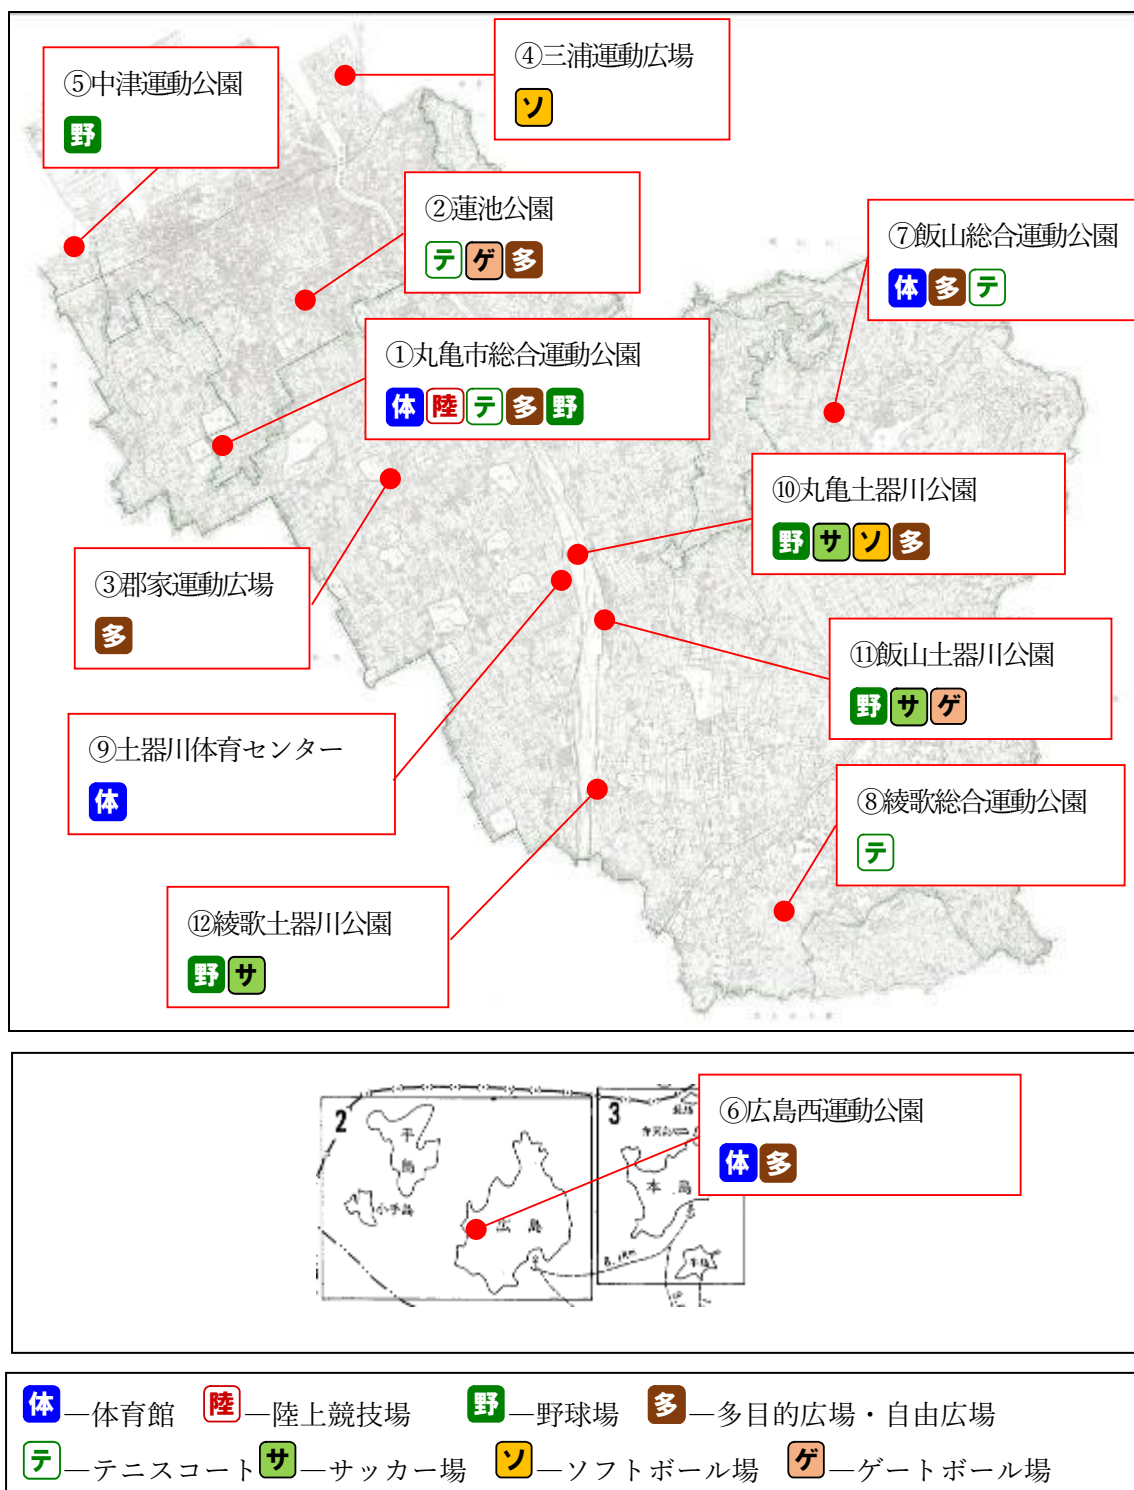 ④三浦運動広場
ソ
⑤中津運動公園
野
②蓮池公園
テ ゲ 多
⑦飯山総合運動公園
体 多 テ
①丸亀市総合運動公園
体 陸 テ 多 野
⑩丸亀土器川公園
野 サ ソ 多
③郡家運動広場
多
⑪飯山土器川公園
野 サ ゲ
⑨土器川体育センター
体
⑧綾歌総合運動公園
テ
⑫綾歌土器川公園
野 サ
⑥広島西運動公園
体 多
2
3
手島
小手島
広島
本島
体―体育館 陸―陸上競技場 野―野球場 多―多目的広場・自由広場
テ―テニスコート サ―サッカー場 ソ―ソフトボール場 ゲ―ゲートボール場